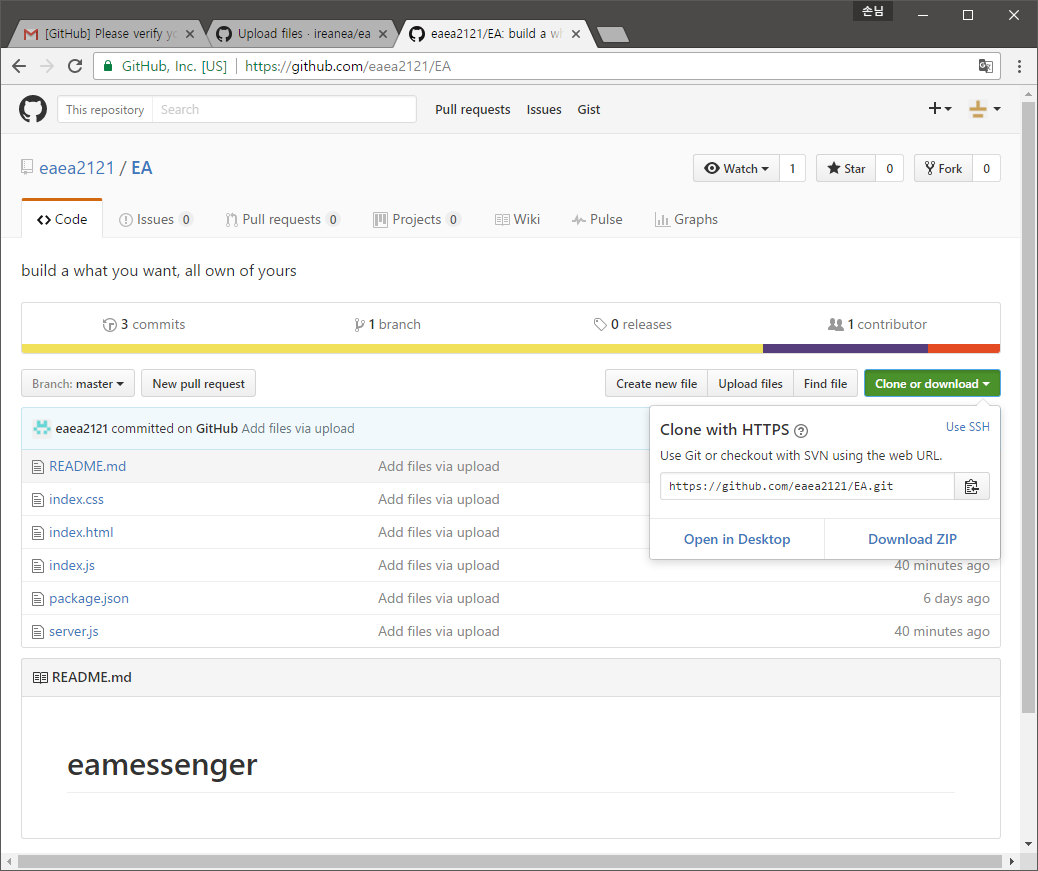 손님
[GitHub] Please verify yo
Upload files · ireanea/ea
eaea2121/EA: build a wh
GitHub, Inc. [US] https://github.com/eaea2121/EA
This repository Search Pull requests Issues Gist
eaea2121 / EA
Watch 1 Star 0 Fork 0
Code Issues 0 Pull requests 0 Projects 0 Wiki Pulse Graphs
build a what you want, all own of yours
3 commits 1 branch 0 releases 1 contributor
Branch: master New pull request Create new file Upload files Find file Clone or download
eaea2121 committed on GitHub Add files via upload
Clone with HTTPS ? Use SSH
Use Git or checkout with SVN using the web URL.
https://github.com/eaea2121/EA.git
Open in Desktop Download ZIP
README.md Add files via upload
index.css Add files via upload
index.html Add files via upload
index.js Add files via upload 40 minutes ago
package.json Add files via upload 6 days ago
server.js Add files via upload 40 minutes ago
README.md
eamessenger